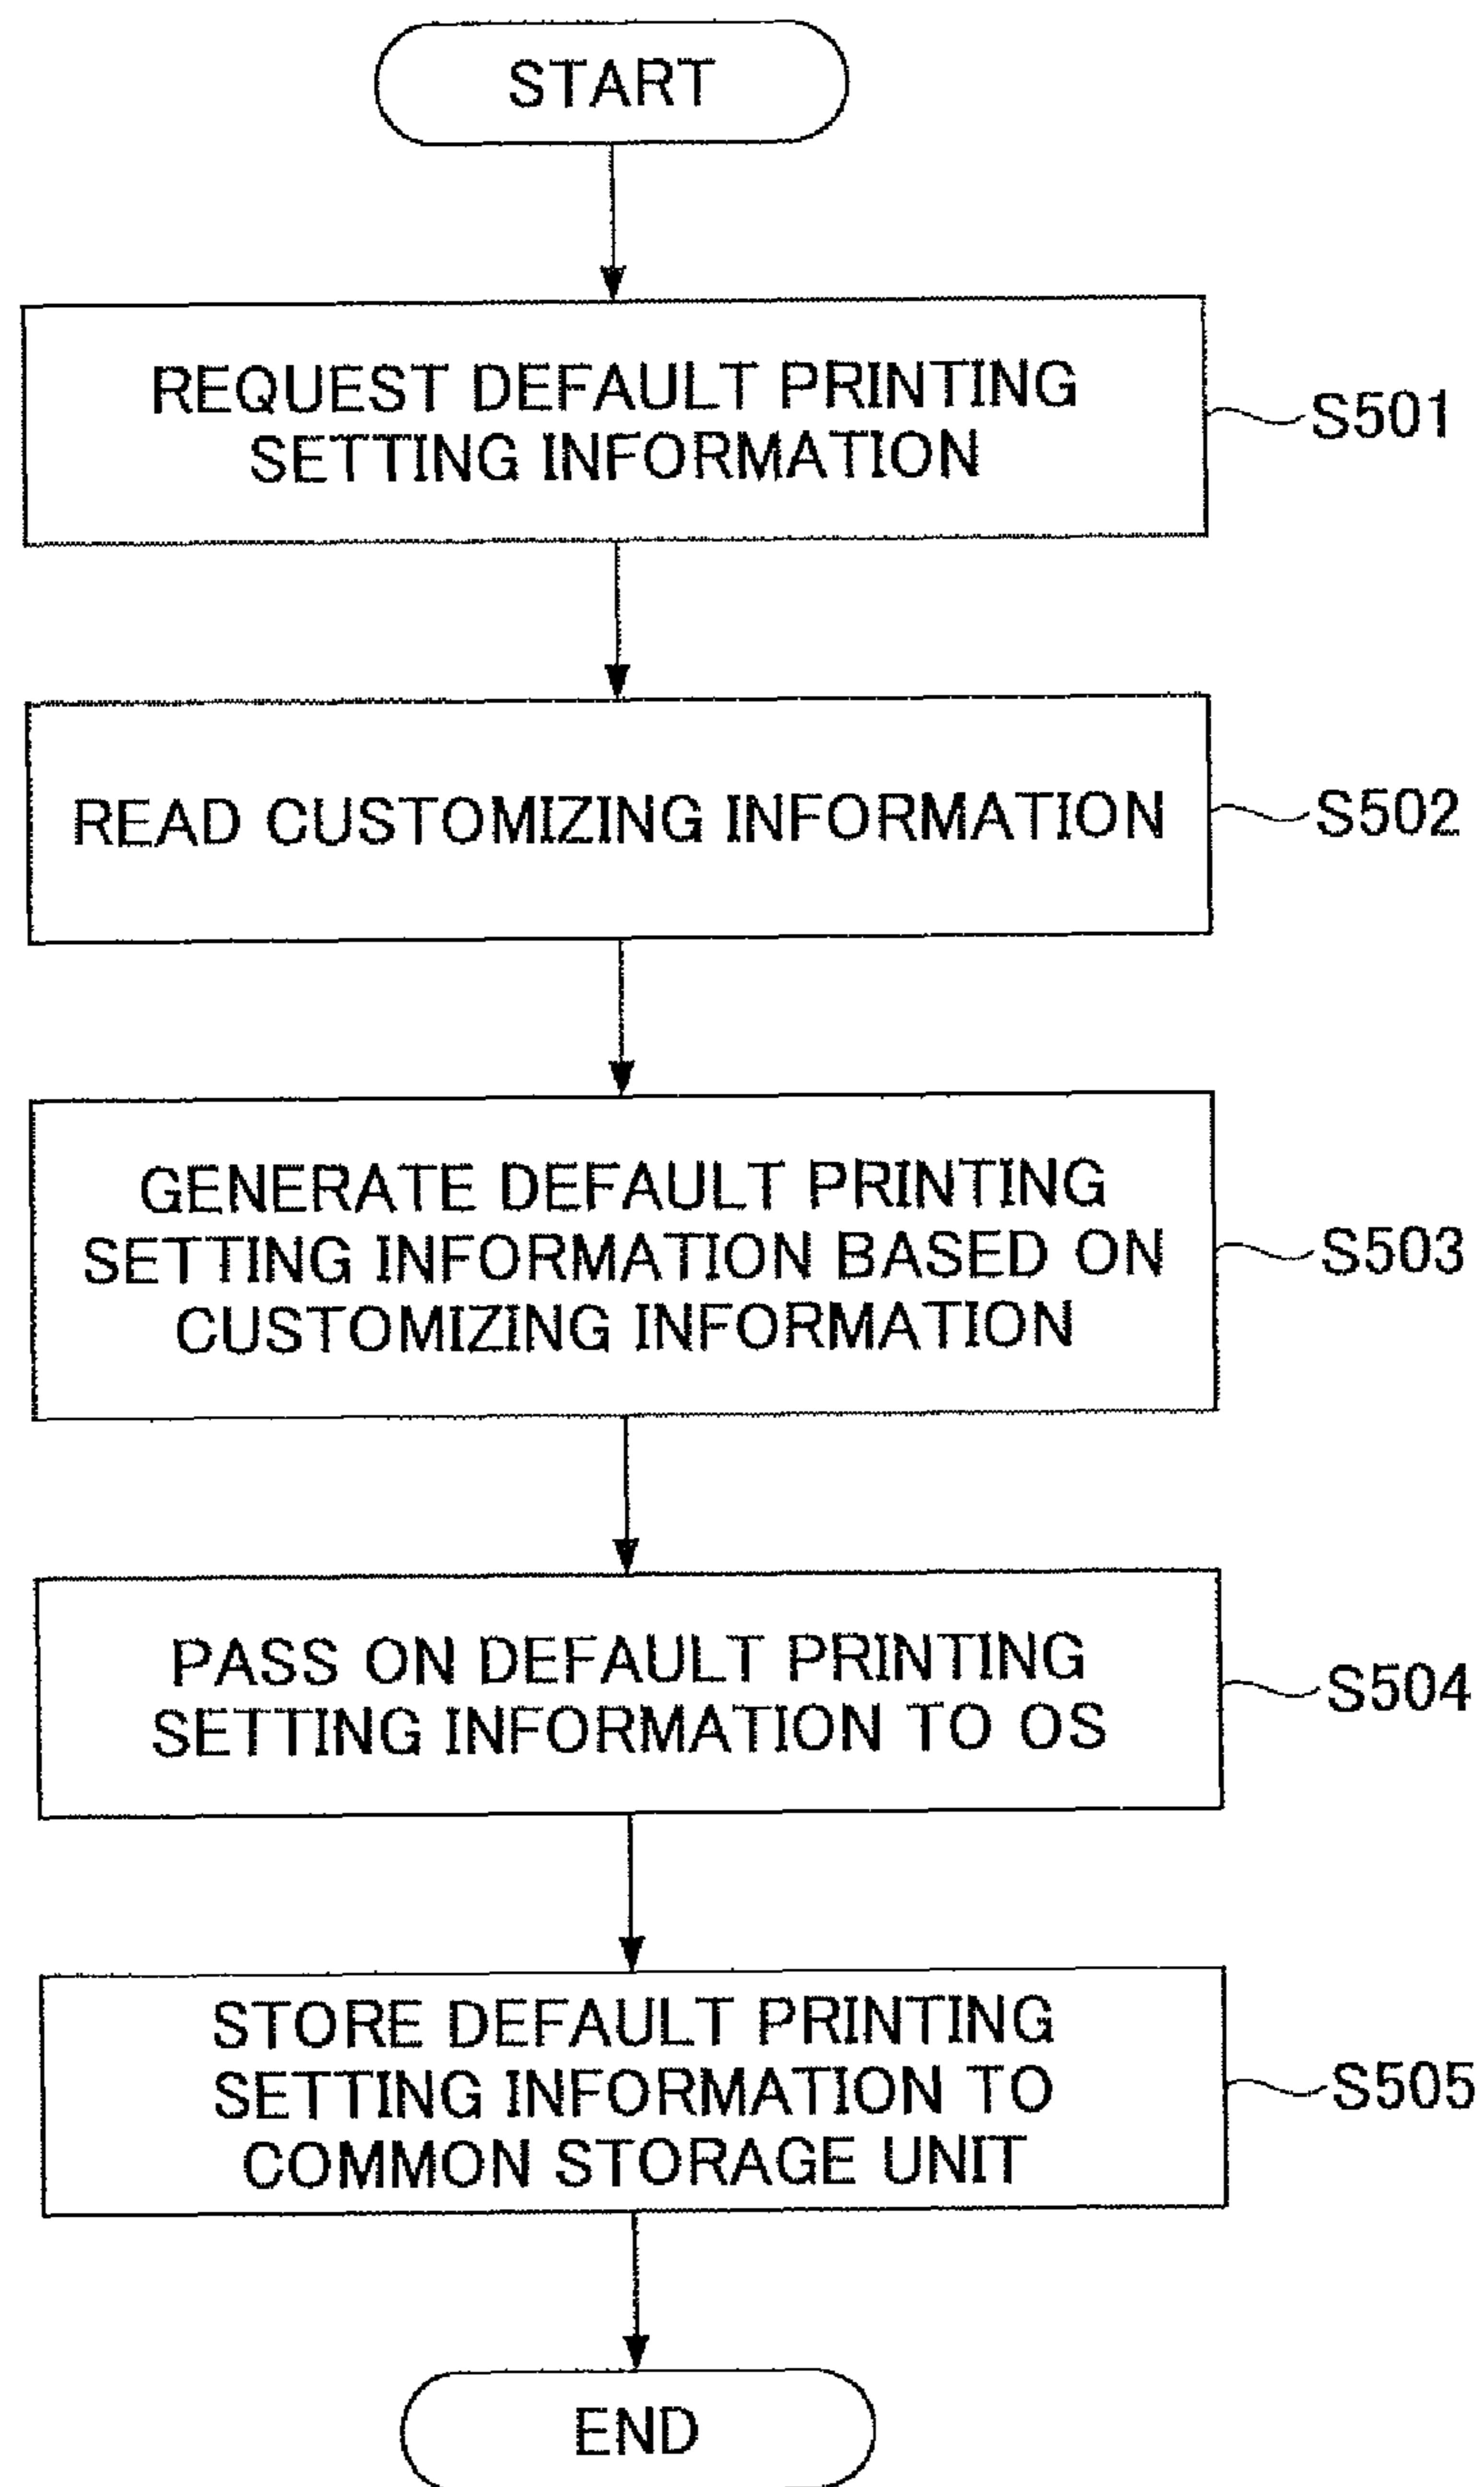 START
REQUEST DEFAULT PRINTING
SETTING INFORMATION
S501
READ CUSTOMIZING INFORMATION
S502
GENERATE DEFAULT PRINTING
SETTING INFORMATION BASED ON
CUSTOMIZING INFORMATION
S503
PASS ON DEFAULT PRINTING
SETTING INFORMATION TO OS
S504
STORE DEFAULT PRINTING
SETTING INFORMATION TO
COMMON STORAGE UNIT
S505
END